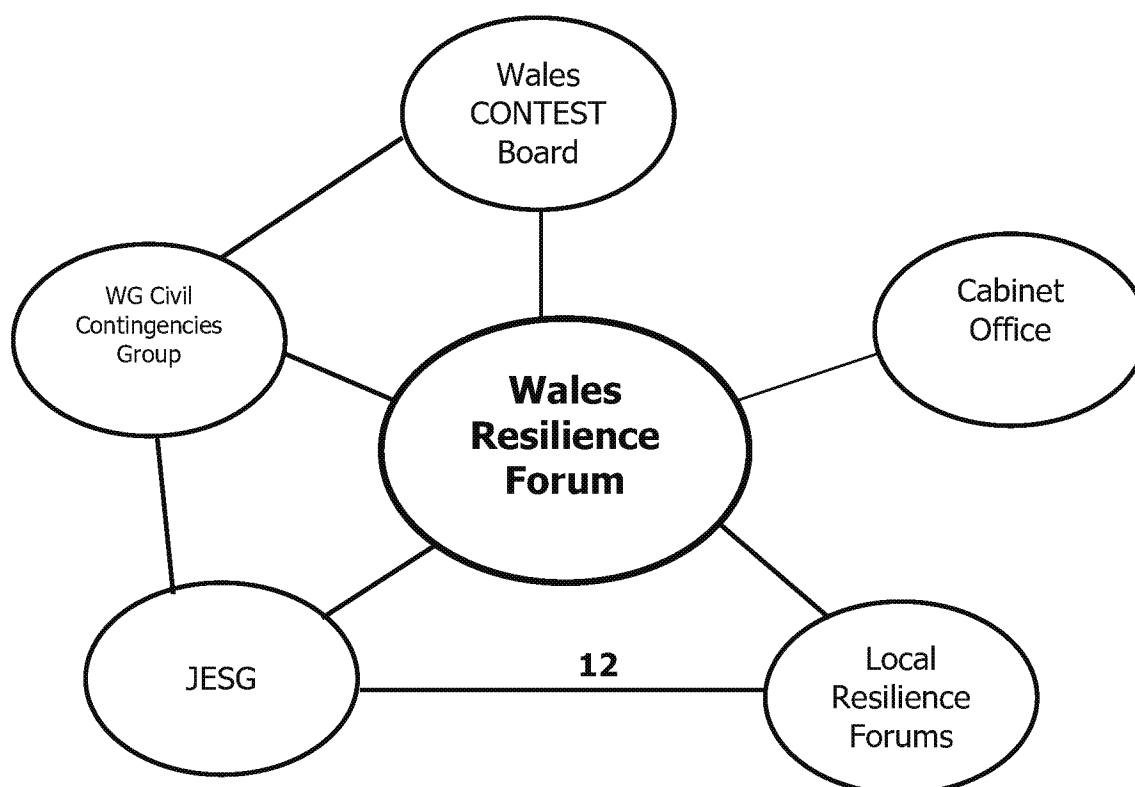 Wales
CONTEST
Board
WG Civil
Contingencies
Group
Cabinet
Office
Wales
Resilience
Forum
JESG
12
Local
Resilience
Forums